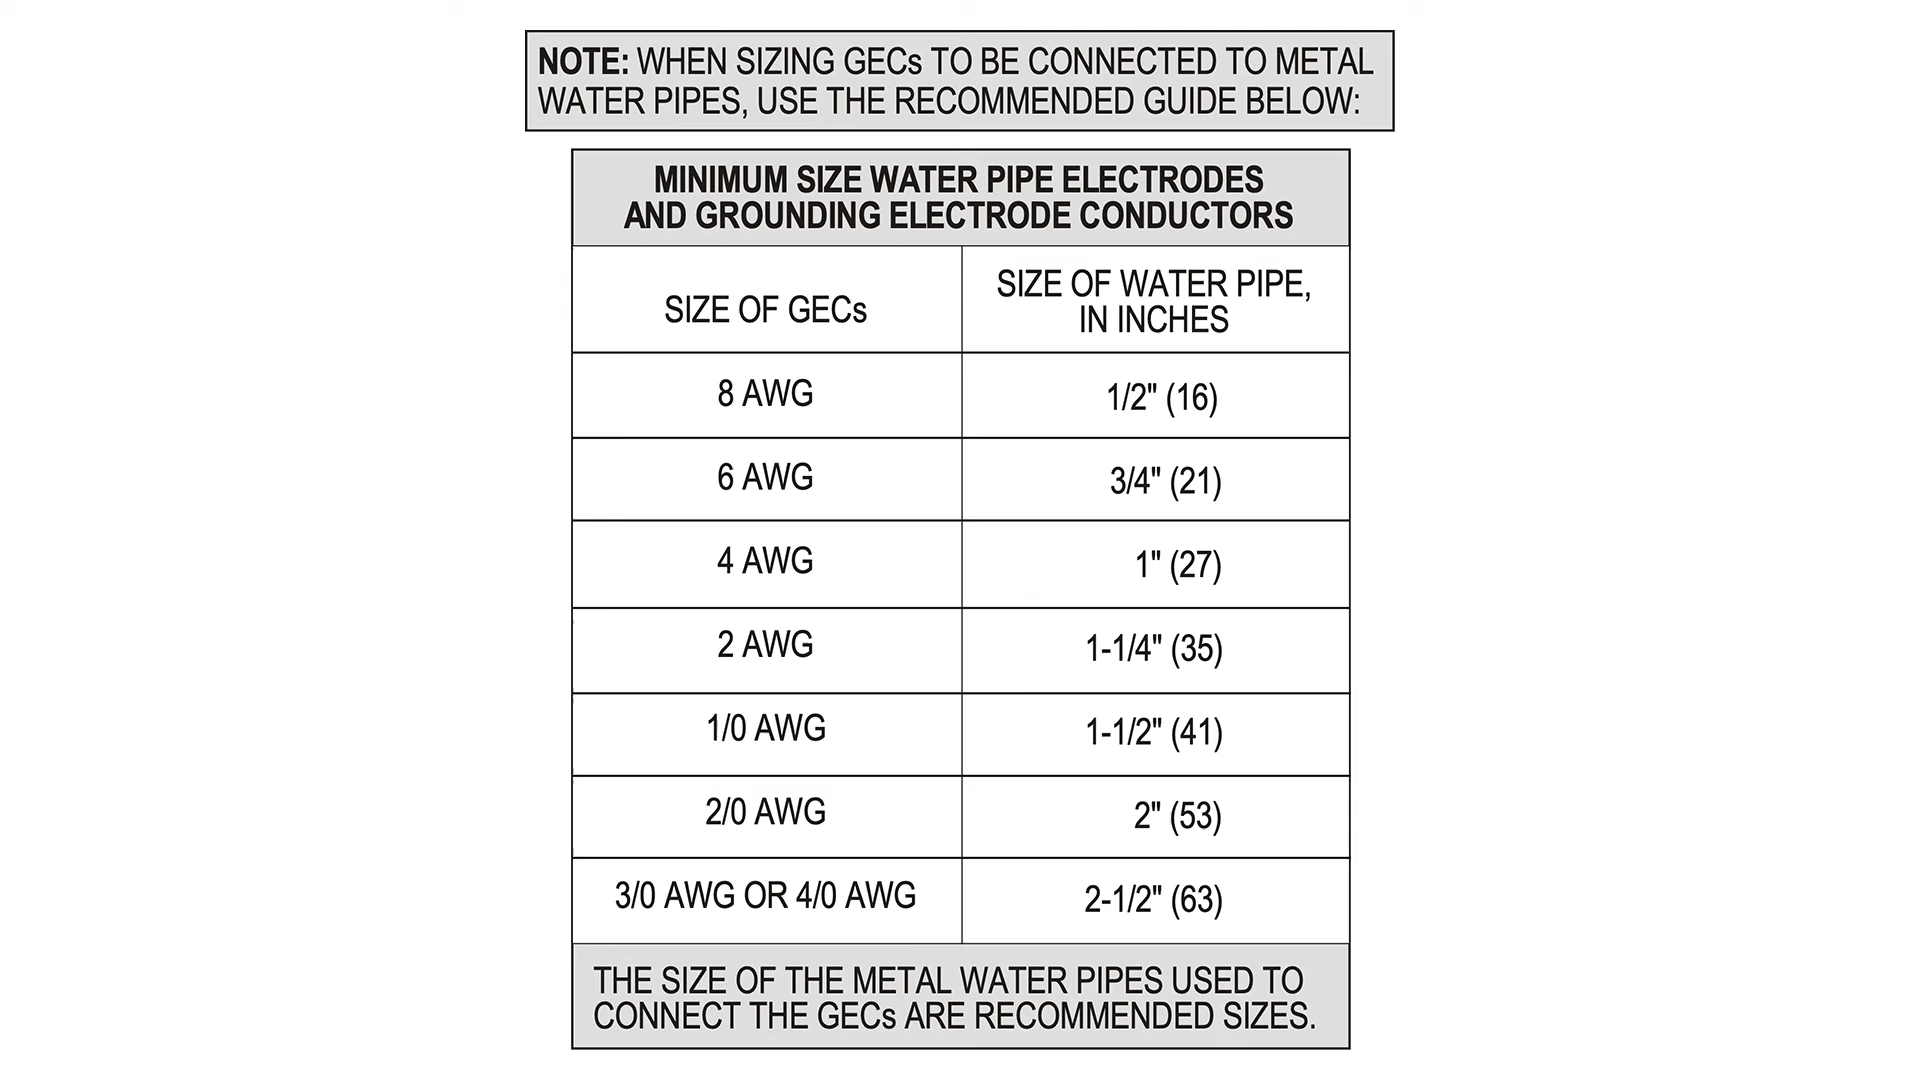 NOTE: WHEN SIZING GECs TO BE CONNECTED TO METAL
WATER PIPES, USE THE RECOMMENDED GUIDE BELOW:
MINIMUM SIZE WATER PIPE ELECTRODES
AND GROUNDING ELECTRODE CONDUCTORS
SIZE OF GECs
SIZE OF WATER PIPE,
IN INCHES
8 AWG
1/2" (16)
6 AWG
3/4" (21)
4 AWG
1" (27)
2 AWG
1-1/4" (35)
1/0 AWG
1-1/2" (41)
2/0 AWG
2" (53)
3/0 AWG OR 4/0 AWG
2-1/2" (63)
THE SIZE OF THE METAL WATER PIPES USED TO
CONNECT THE GECs ARE RECOMMENDED SIZES.